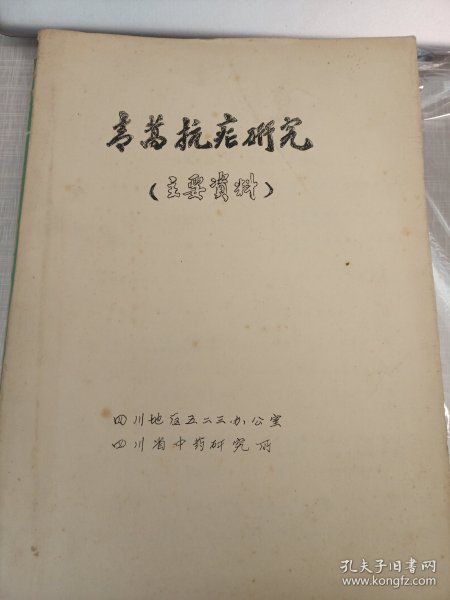 青蒿抗疟研究
（主要資料）
四川地区五二三办公室
四川省中药研究所
孔夫子旧书网
www.kongfz.com